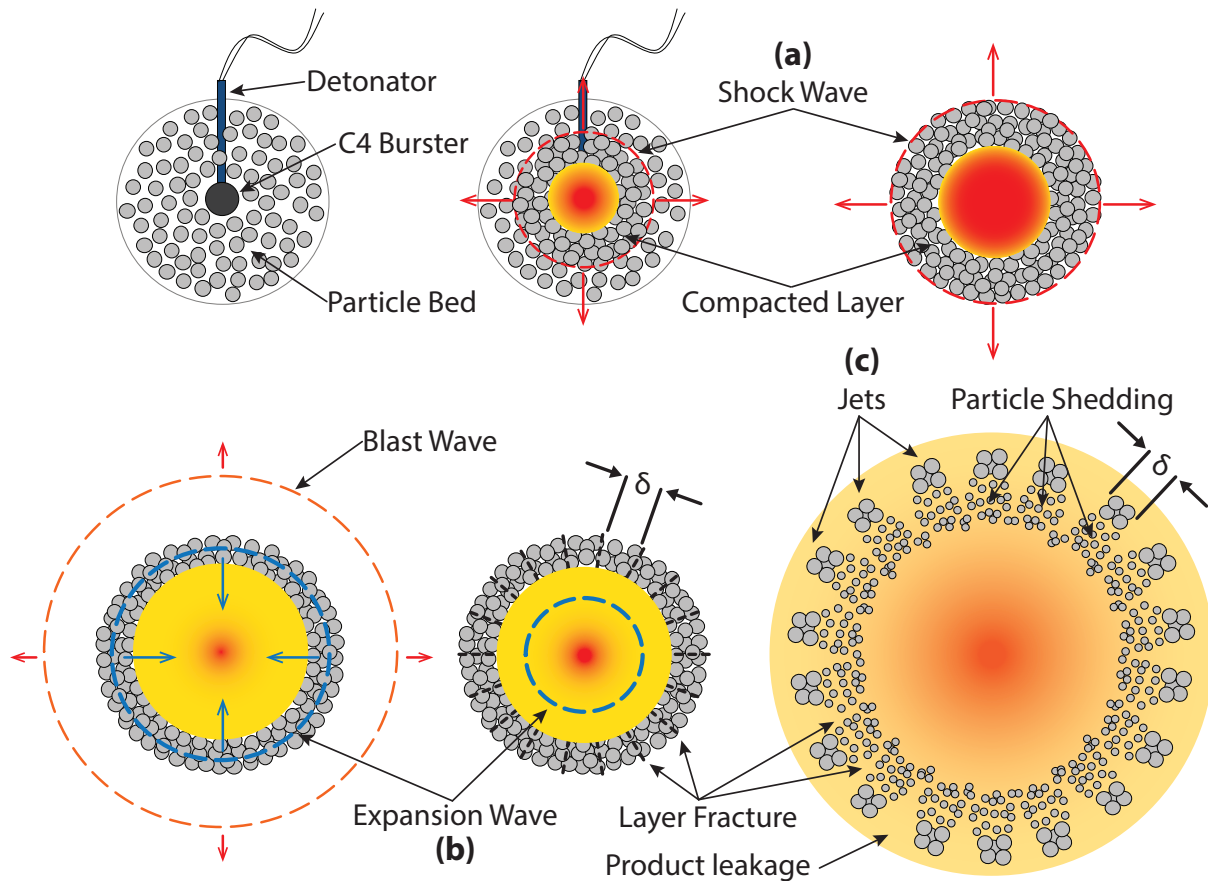 (a)
Detonator
Shock Wave
C4 Burster
Particle Bed
Compacted Layer
(c)
Jets
Particle Shedding
Blast Wave
δ
δ
Expansion Wave
Layer Fracture
(b)
Product leakage